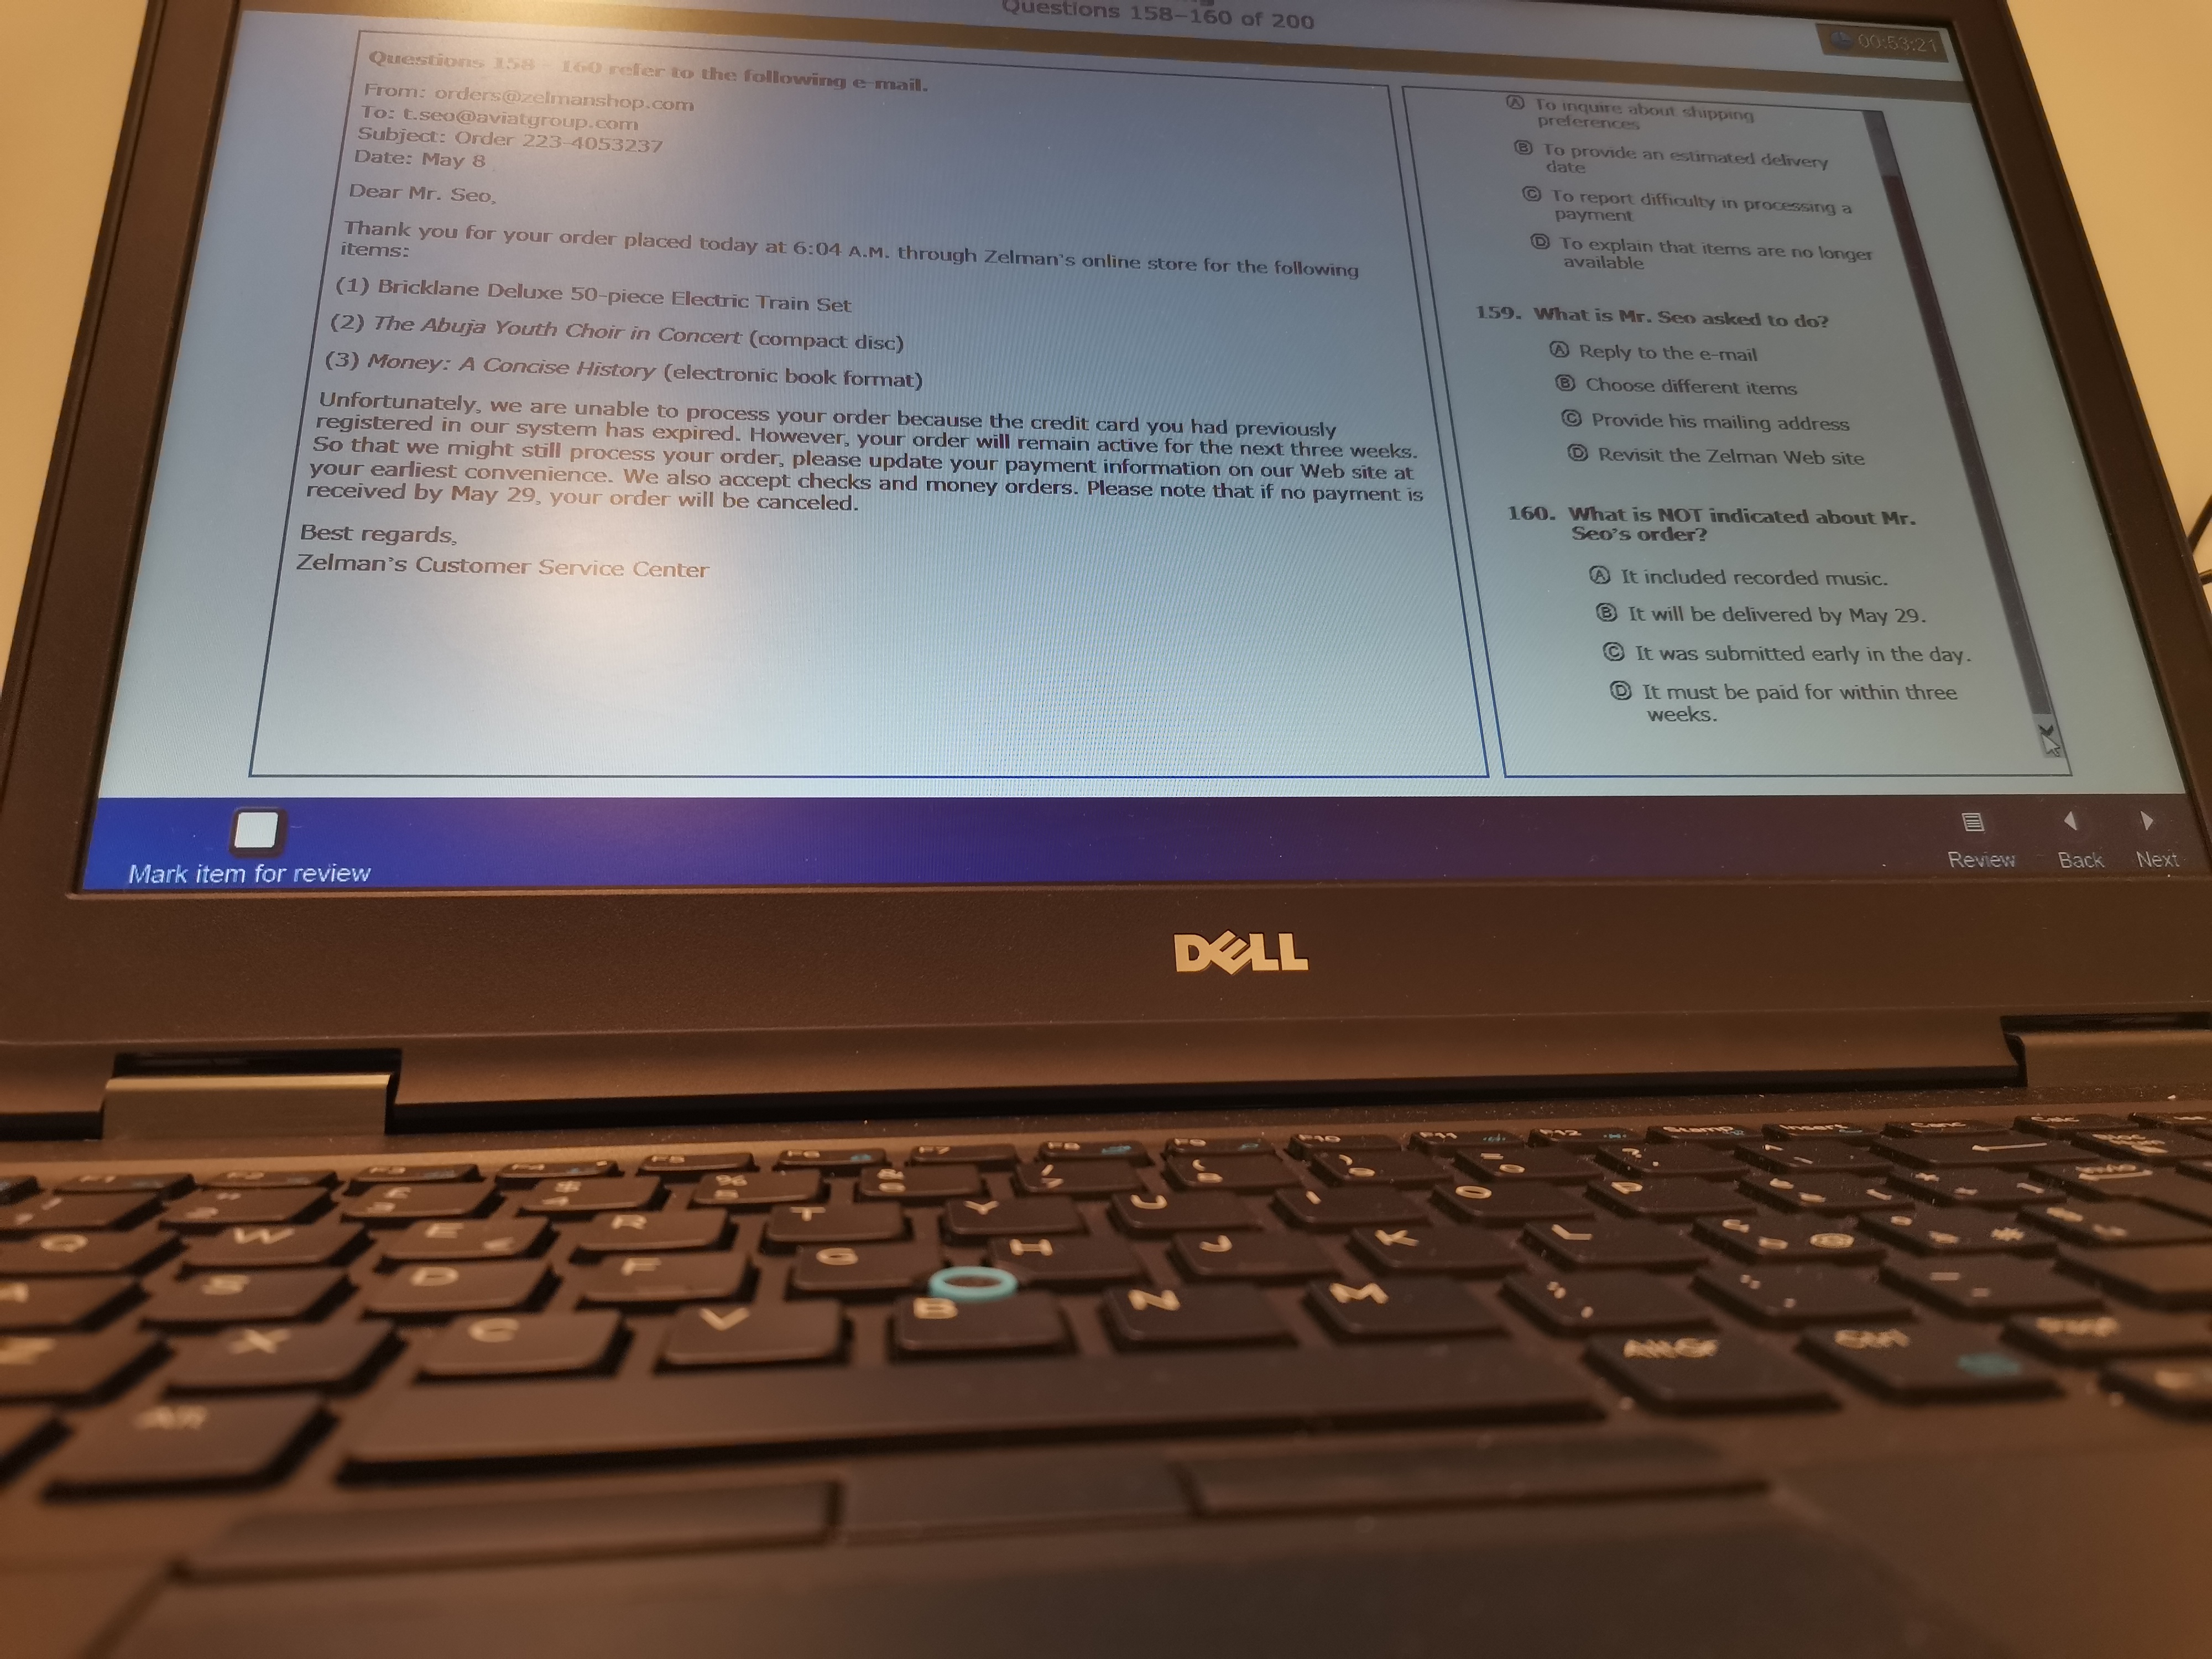 Questions 158-160 of 200
00:53:21
Questions 158 - 160 refer to the following e-mail.
From: orders@zelmanshop.com
To: t.seo@aviatgroup.com
Subject: Order 223-4053237
Date: May 8
Dear Mr. Seo,
Thank you for your order placed today at 6:04 A.M. through Zelman's online store for the following
items:
(1) Bricklane Deluxe 50-piece Electric Train Set
(2) The Abuja Youth Choir in Concert (compact disc)
(3) Money: A Concise History (electronic book format)
Unfortunately, we are unable to process your order because the credit card you had previously
registered in our system has expired. However, your order will remain active for the next three weeks.
So that we might still process your order, please update your payment information on our Web site at
your earliest convenience. We also accept checks and money orders. Please note that if no payment is
received by May 29, your order will be canceled.
Best regards,
Zelman's Customer Service Center
A To inquire about shipping
preferences
B To provide an estimated delivery
date
C To report difficulty in processing a
payment
D To explain that items are no longer
available
159. What is Mr. Seo asked to do?
A Reply to the e-mail
B Choose different items
C Provide his mailing address
D Revisit the Zelman Web site
160. What is NOT indicated about Mr.
Seo's order?
A It included recorded music.
B It will be delivered by May 29.
C It was submitted early in the day.
D It must be paid for within three
weeks.
Mark item for review
Review Back Next
DELL
F7 F8 F9 F10 F11 F12 Stamp Insert Canc
Q W E R T Y U I O P
S D F G H J K L
X C V B N M
Alt AltGr